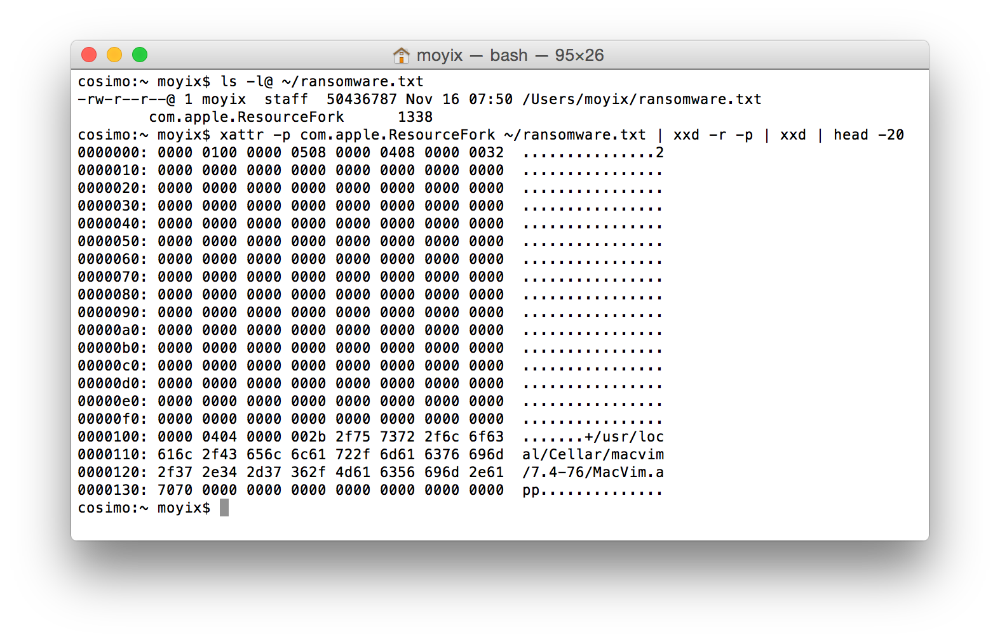 moyix — bash — 95×26
cosimo:~ moyix$ ls -l@ ~/ransomware.txt
-rw-r--r--@ 1 moyix  staff  50436787 Nov 16 07:50 /Users/moyix/ransomware.txt
        com.apple.ResourceFork      1338
cosimo:~ moyix$ xattr -p com.apple.ResourceFork ~/ransomware.txt | xxd -r -p | xxd | head -20
0000000: 0000 0100 0000 0508 0000 0408 0000 0032  ...............2
0000010: 0000 0000 0000 0000 0000 0000 0000 0000  ................
0000020: 0000 0000 0000 0000 0000 0000 0000 0000  ................
0000030: 0000 0000 0000 0000 0000 0000 0000 0000  ................
0000040: 0000 0000 0000 0000 0000 0000 0000 0000  ................
0000050: 0000 0000 0000 0000 0000 0000 0000 0000  ................
0000060: 0000 0000 0000 0000 0000 0000 0000 0000  ................
0000070: 0000 0000 0000 0000 0000 0000 0000 0000  ................
0000080: 0000 0000 0000 0000 0000 0000 0000 0000  ................
0000090: 0000 0000 0000 0000 0000 0000 0000 0000  ................
00000a0: 0000 0000 0000 0000 0000 0000 0000 0000  ................
00000b0: 0000 0000 0000 0000 0000 0000 0000 0000  ................
00000c0: 0000 0000 0000 0000 0000 0000 0000 0000  ................
00000d0: 0000 0000 0000 0000 0000 0000 0000 0000  ................
00000e0: 0000 0000 0000 0000 0000 0000 0000 0000  ................
00000f0: 0000 0000 0000 0000 0000 0000 0000 0000  ................
0000100: 0000 0404 0000 002b 2f75 7372 2f6c 6f63  .......+/usr/loc
0000110: 616c 2f43 656c 6c61 722f 6d61 6376 696d  al/Cellar/macvim
0000120: 2f37 2e34 2d37 362f 4d61 6356 696d 2e61  /7.4-76/MacVim.a
0000130: 7070 0000 0000 0000 0000 0000 0000 0000  pp..............
cosimo:~ moyix$